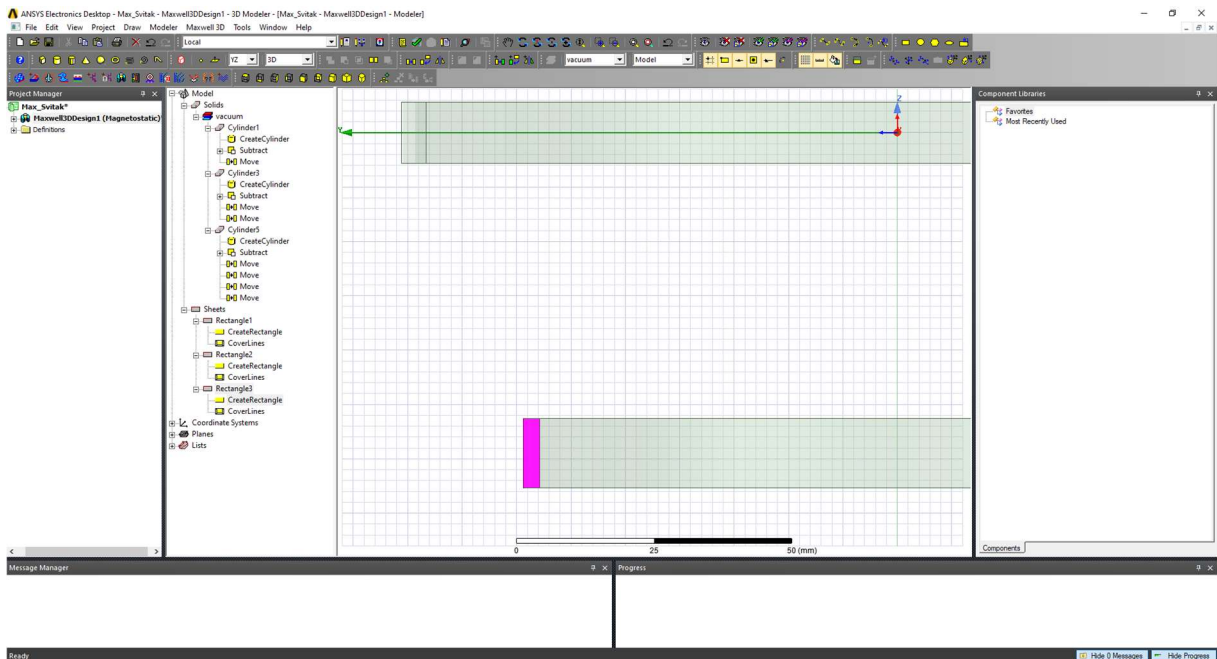 ANSYS Electronics Desktop - Max_Svitak - Maxwell3DDesign1 - 3D Modeler - [Max_Svitak - Maxwell3DDesign1 - Modeler]
File Edit View Project Draw Modeler Maxwell 3D Tools Window Help
Local
YZ 3D vacuum Model
Project Manager
Max_Svitak*
Maxwell3DDesign1 (Magnetostatic)*
Definitions
Model
Solids
vacuum
Cylinder1
CreateCylinder
Subtract
Move
Cylinder3
CreateCylinder
Subtract
Move
Move
Cylinder5
CreateCylinder
Subtract
Move
Move
Move
Move
Sheets
Rectangle1
CreateRectangle
CoverLines
Rectangle2
CreateRectangle
CoverLines
Rectangle3
CreateRectangle
CoverLines
Coordinate Systems
Planes
Lists
Z
Y
0 25 50 (mm)
Component Libraries
Favorites
Most Recently Used
Components
Message Manager
Progress
Ready
Hide 0 Messages Hide Progress